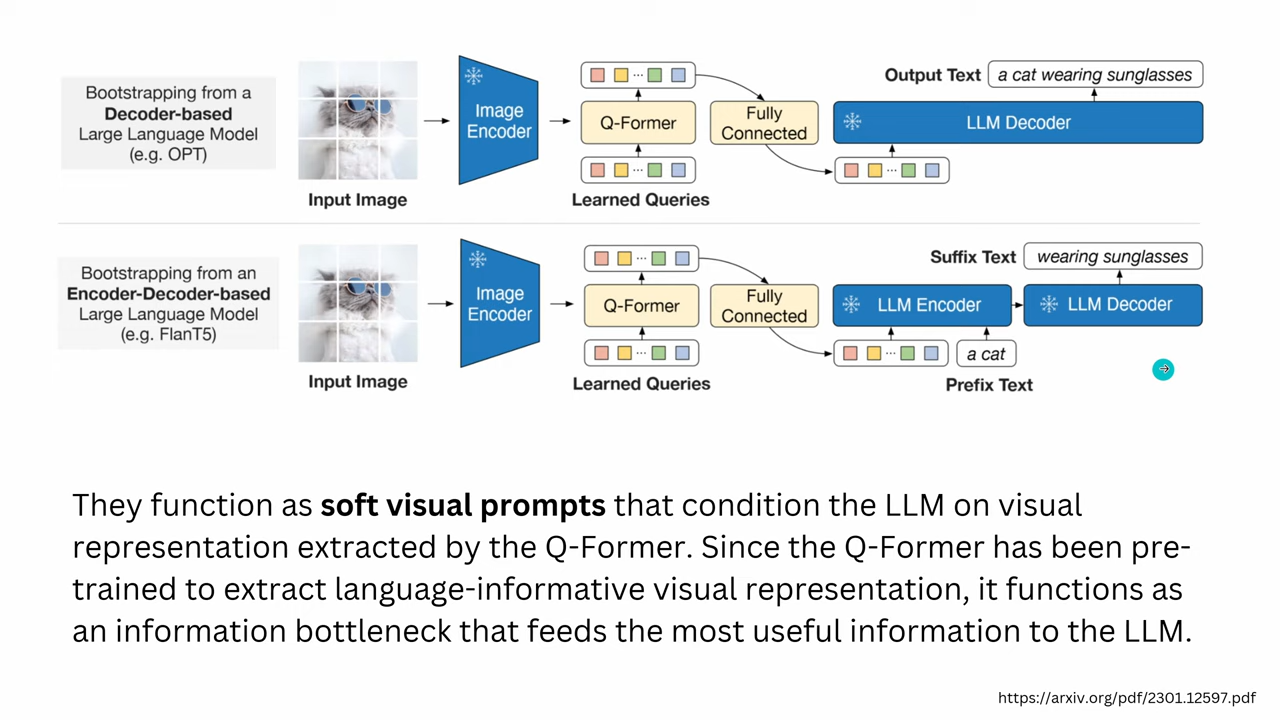 Bootstrapping from a
Decoder-based
Large Language Model
(e.g. OPT)
Input Image
Image
Encoder
Q-Former
Learned Queries
Fully
Connected
Output Text
a cat wearing sunglasses
LLM Decoder
Bootstrapping from an
Encoder-Decoder-based
Large Language Model
(e.g. FlanT5)
Input Image
Image
Encoder
Q-Former
Learned Queries
Fully
Connected
Suffix Text
wearing sunglasses
LLM Encoder
LLM Decoder
a cat
Prefix Text
They function as soft visual prompts that condition the LLM on visual
representation extracted by the Q-Former. Since the Q-Former has been pre-
trained to extract language-informative visual representation, it functions as
an information bottleneck that feeds the most useful information to the LLM.
https://arxiv.org/pdf/2301.12597.pdf